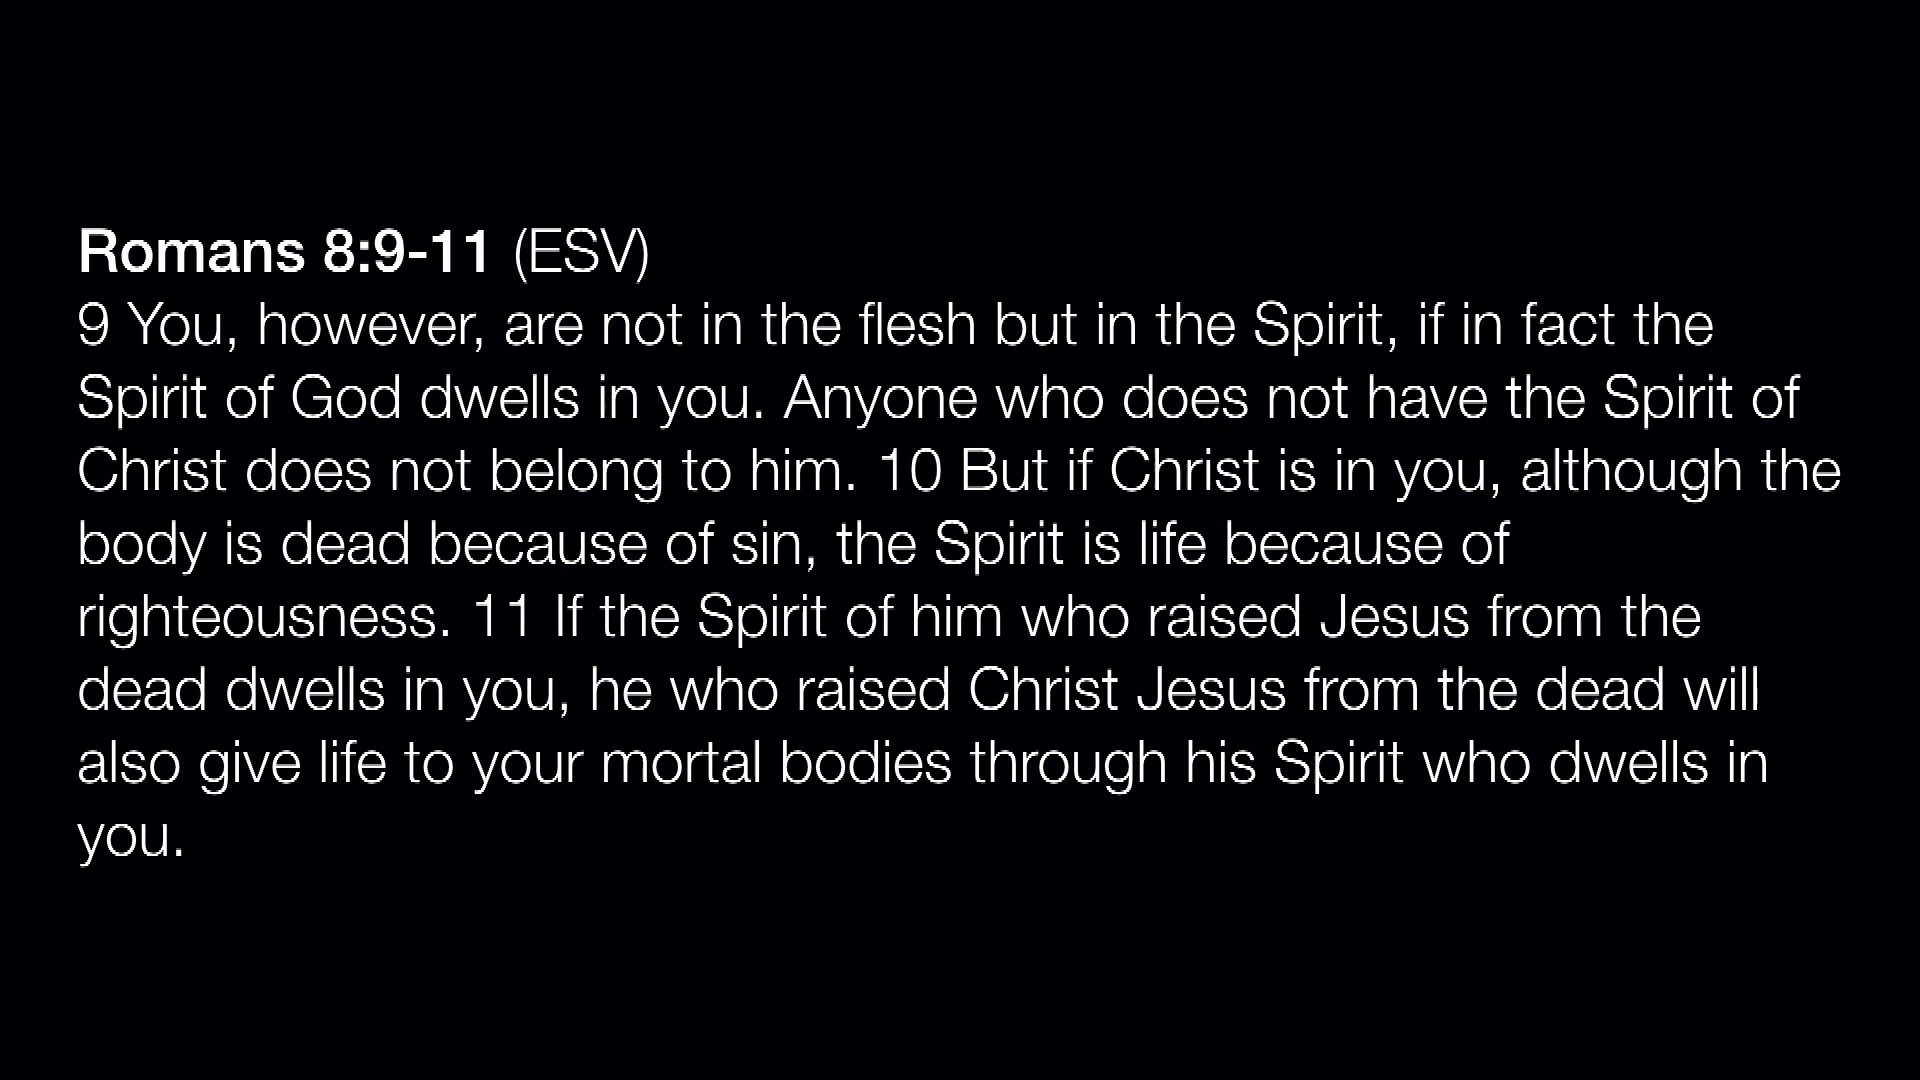 Romans 8:9-11 (ESV)
9 You, however, are not in the flesh but in the Spirit, if in fact the
Spirit of God dwells in you. Anyone who does not have the Spirit of
Christ does not belong to him. 10 But if Christ is in you, although the
body is dead because of sin, the Spirit is life because of
righteousness. 11 If the Spirit of him who raised Jesus from the
dead dwells in you, he who raised Christ Jesus from the dead will
also give life to your mortal bodies through his Spirit who dwells in
you.